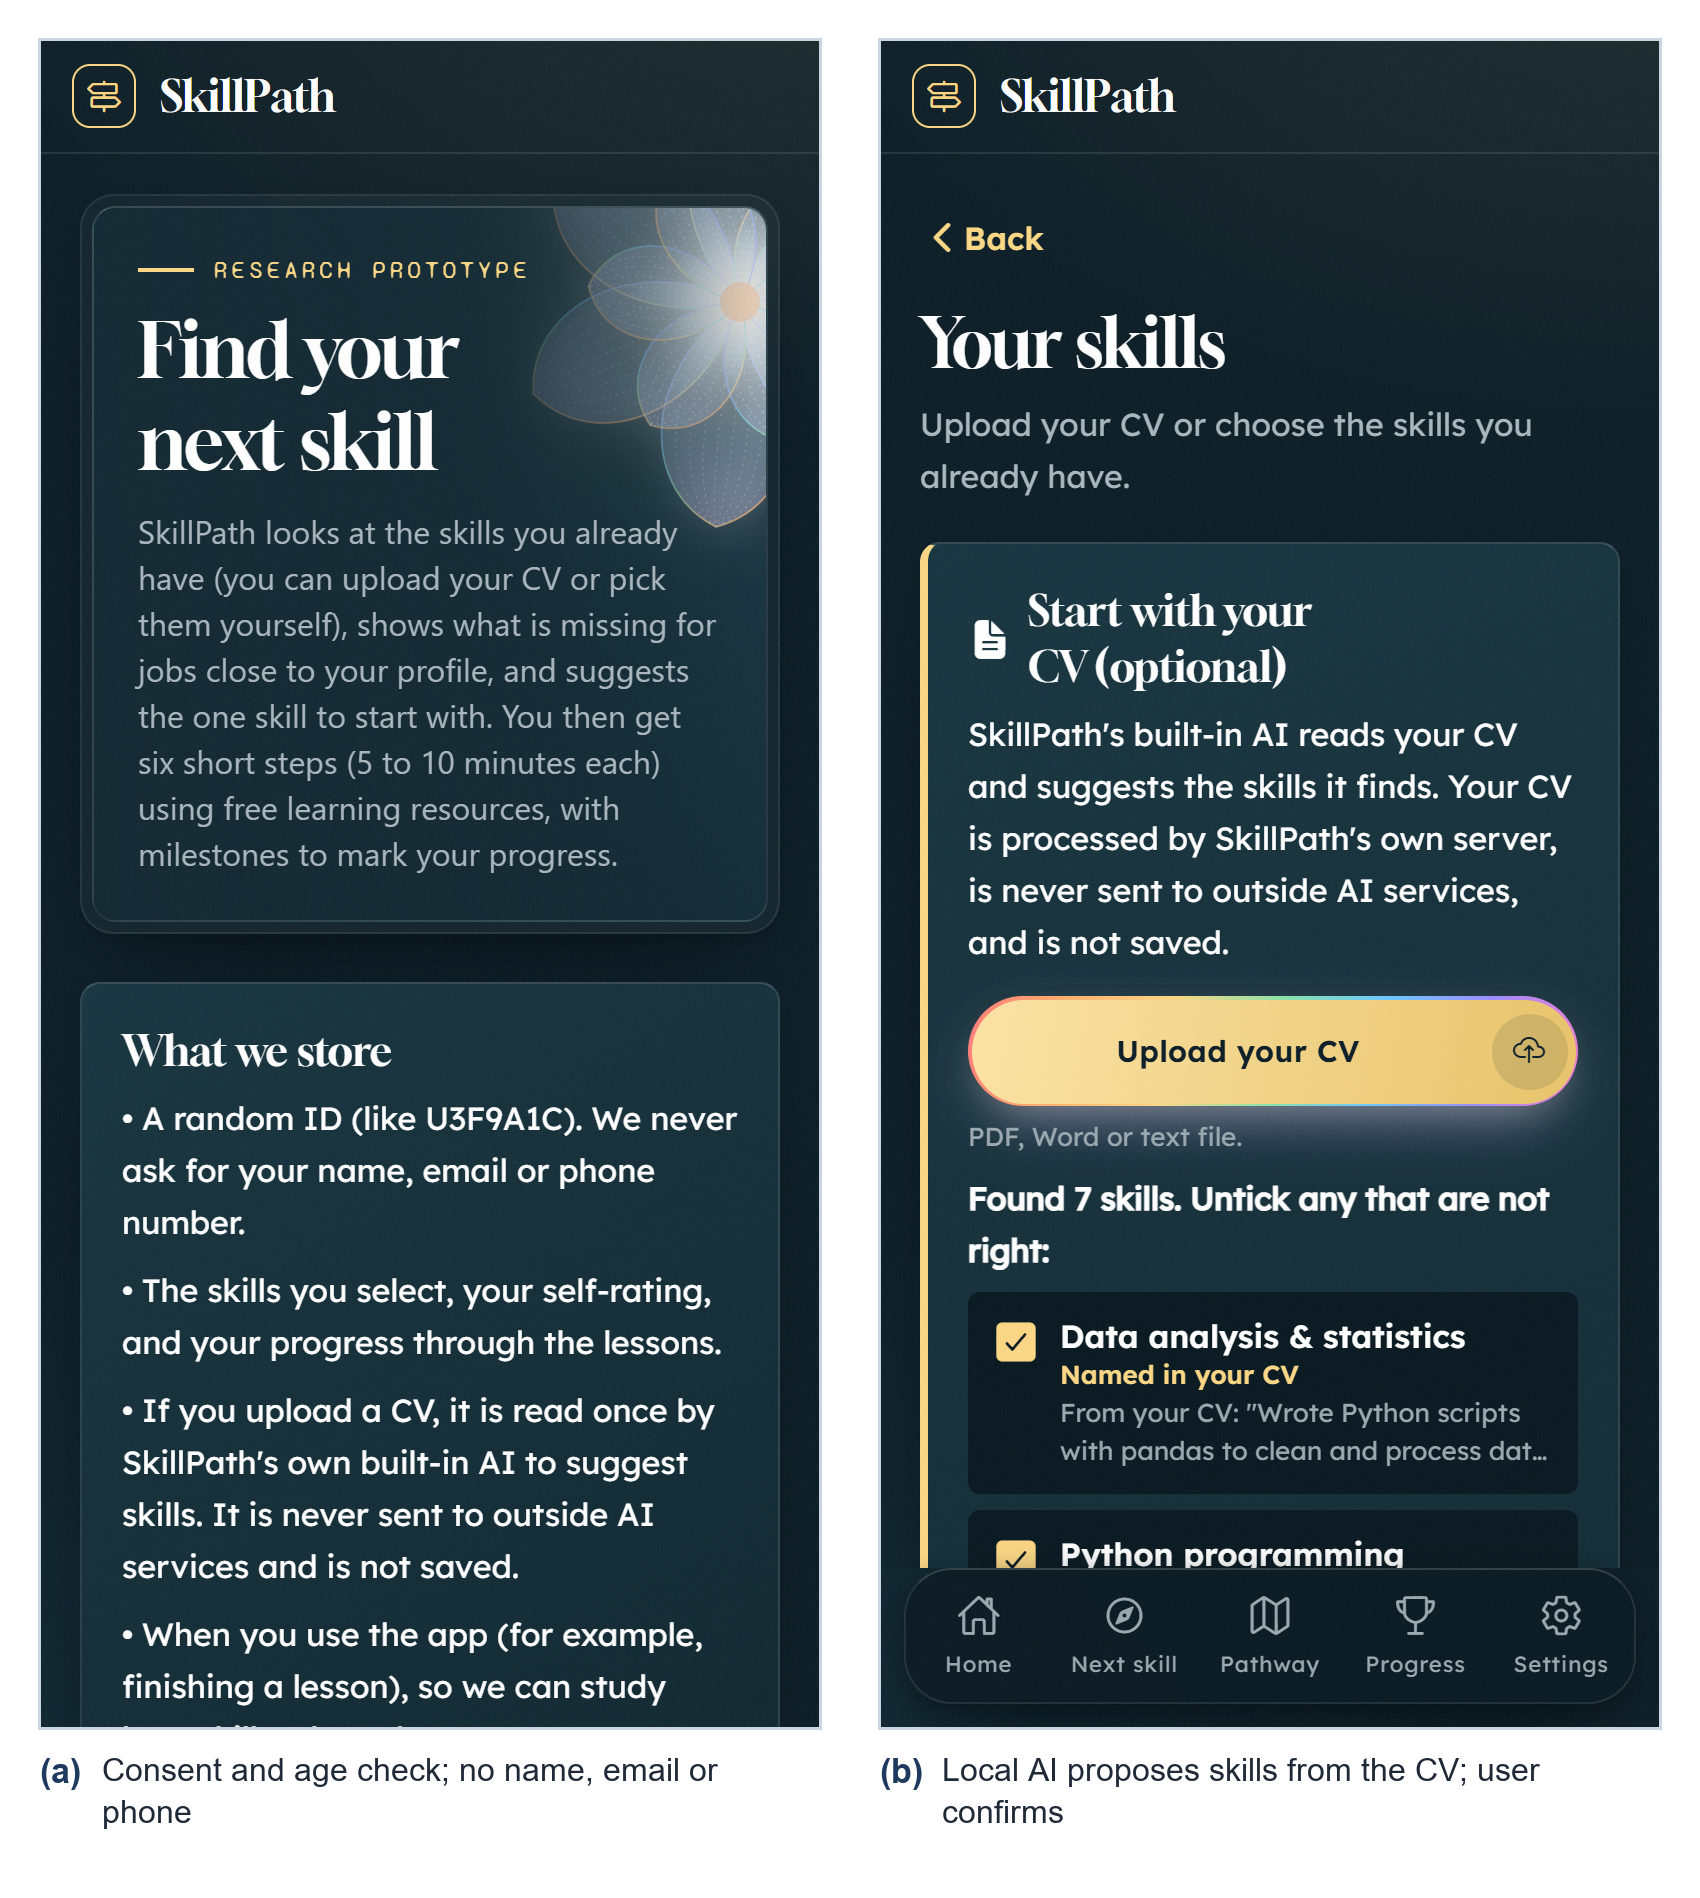 SkillPath
RESEARCH PROTOTYPE
Find your
next skill
SkillPath looks at the skills you already
have (you can upload your CV or pick
them yourself), shows what is missing for
jobs close to your profile, and suggests
the one skill to start with. You then get
six short steps (5 to 10 minutes each)
using free learning resources, with
milestones to mark your progress.
What we store
• A random ID (like U3F9A1C). We never
ask for your name, email or phone
number.
• The skills you select, your self-rating,
and your progress through the lessons.
• If you upload a CV, it is read once by
SkillPath's own built-in AI to suggest
skills. It is never sent to outside AI
services and is not saved.
• When you use the app (for example,
finishing a lesson), so we can study
(a) Consent and age check; no name, email or
phone
SkillPath
Back
Your skills
Upload your CV or choose the skills you
already have.
Start with your
CV (optional)
SkillPath's built-in AI reads your CV
and suggests the skills it finds. Your CV
is processed by SkillPath's own server,
is never sent to outside AI services,
and is not saved.
Upload your CV
PDF, Word or text file.
Found 7 skills. Untick any that are not
right:
Data analysis & statistics
Named in your CV
From your CV: "Wrote Python scripts
with pandas to clean and process dat...
Python programming
Home Next skill Pathway Progress Settings
(b) Local AI proposes skills from the CV; user
confirms